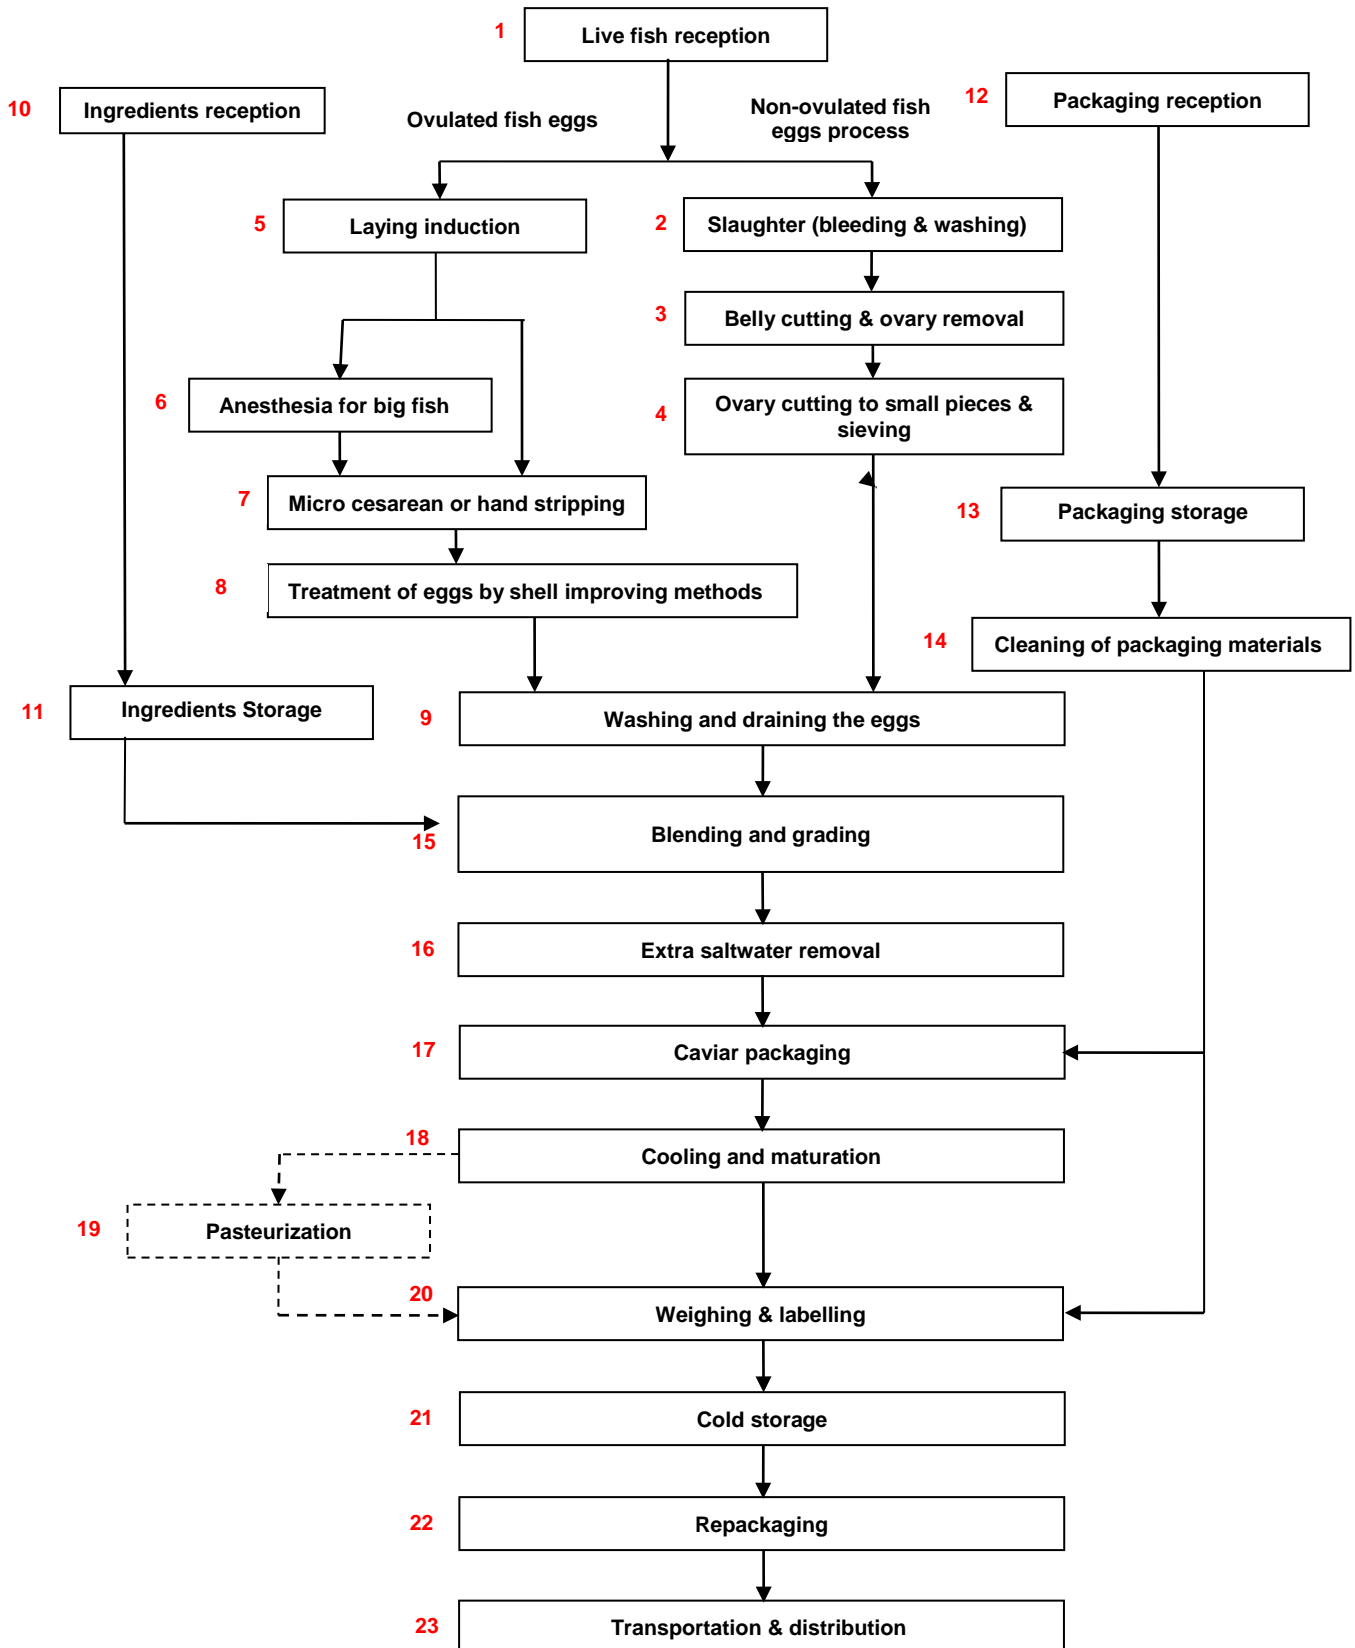 1
Live fish reception
10
Ingredients reception
12
Packaging reception
Ovulated fish eggs
Non-ovulated fish
eggs process
5
Laying induction
2
Slaughter (bleeding & washing)
3
Belly cutting & ovary removal
6
Anesthesia for big fish
4
Ovary cutting to small pieces &
sieving
7
Micro cesarean or hand stripping
13
Packaging storage
8
Treatment of eggs by shell improving methods
14
Cleaning of packaging materials
11
Ingredients Storage
9
Washing and draining the eggs
15
Blending and grading
16
Extra saltwater removal
17
Caviar packaging
18
Cooling and maturation
19
Pasteurization
20
Weighing & labelling
21
Cold storage
22
Repackaging
23
Transportation & distribution